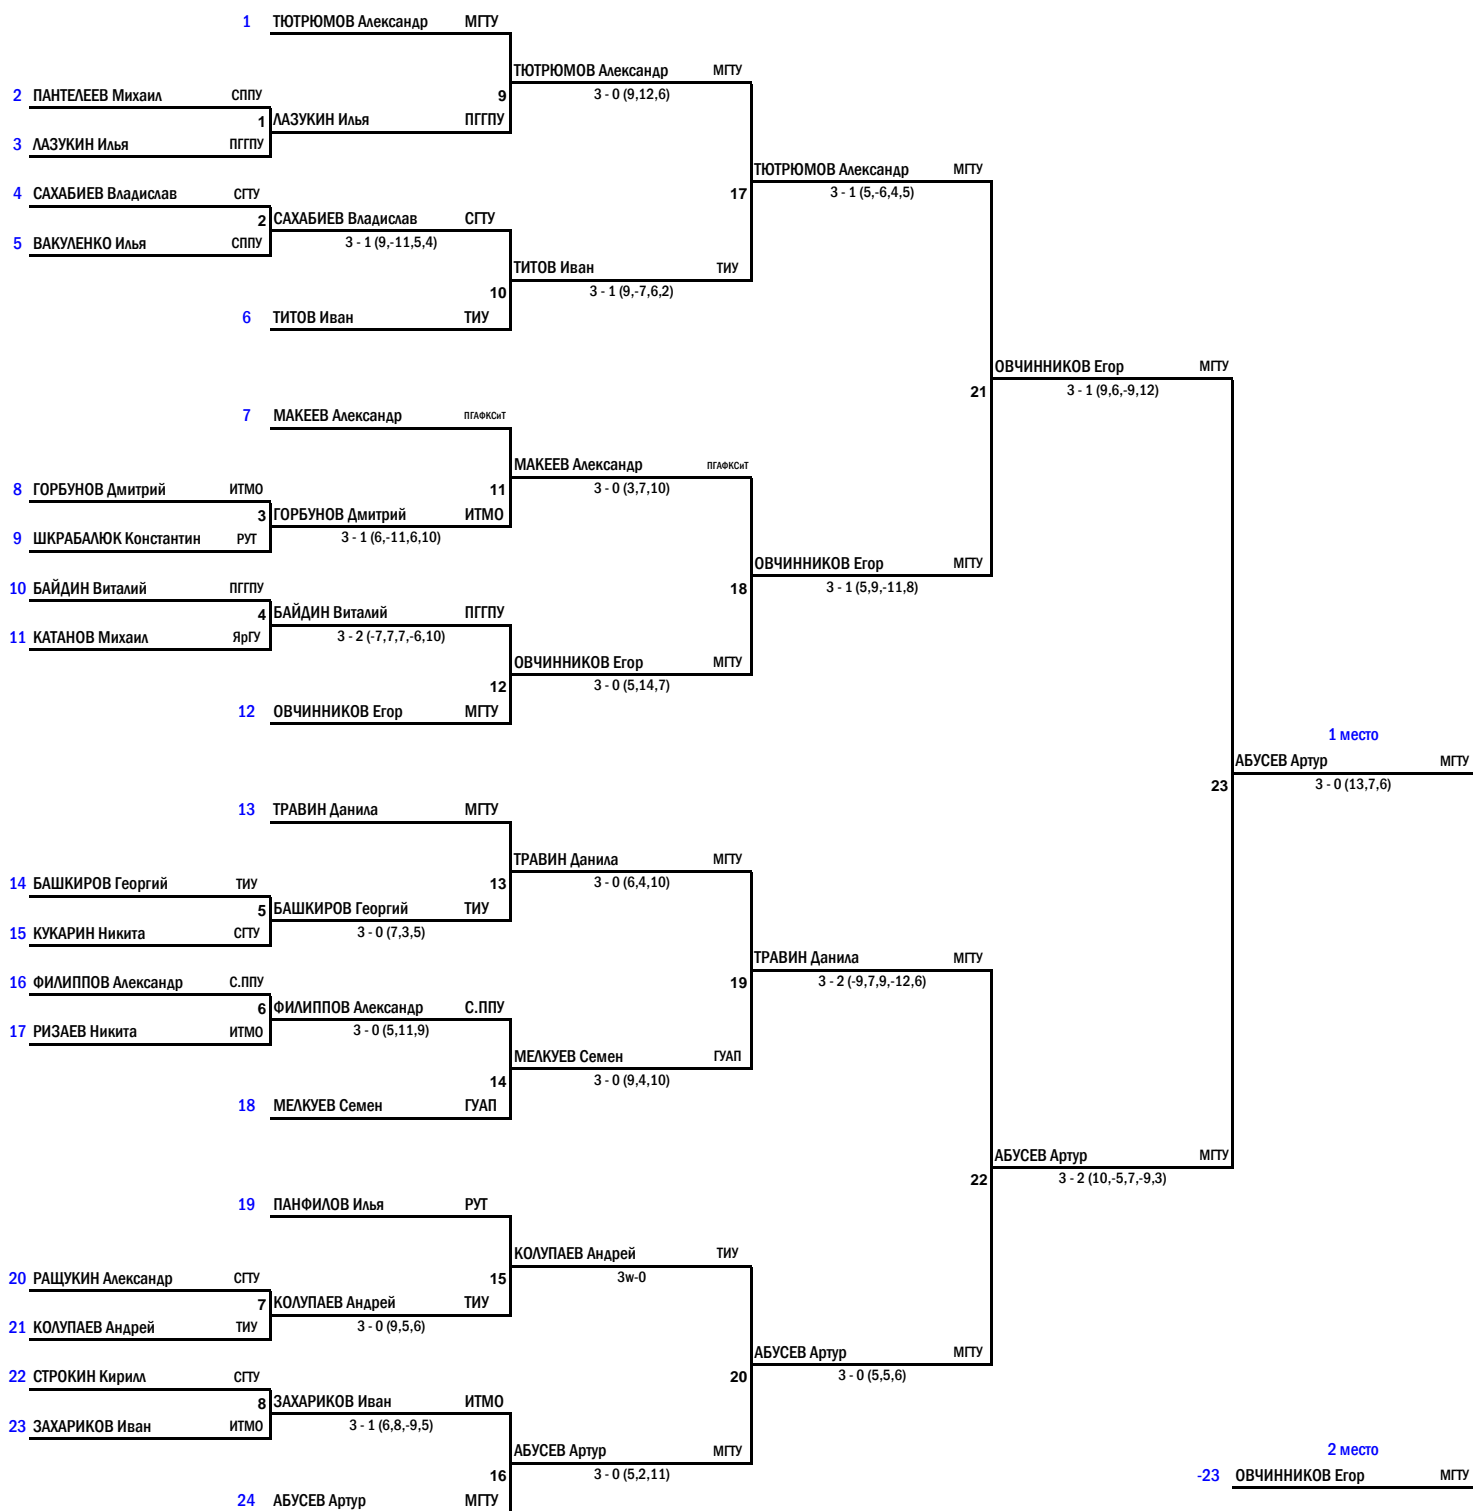 1 ТЮТРЮМОВ Александр МГТУ
ТЮТРЮМОВ Александр МГТУ
2 ПАНТЕЛЕЕВ Михаил СППУ 9 3 - 0 (9,12,6)
1 ЛАЗУКИН Илья ПГГПУ
3 ЛАЗУКИН Илья ПГГПУ
ТЮТРЮМОВ Александр МГТУ
4 САХАБИЕВ Владислав СГТУ 17 3 - 1 (5,-6,4,5)
2 САХАБИЕВ Владислав СГТУ
5 ВАКУЛЕНКО Илья СППУ 3 - 1 (9,-11,5,4)
ТИТОВ Иван ТИУ
10 3 - 1 (9,-7,6,2)
6 ТИТОВ Иван ТИУ
ОВЧИННИКОВ Егор МГТУ
21 3 - 1 (9,6,-9,12)
7 МАКЕЕВ Александр ПГАФКСиТ
МАКЕЕВ Александр ПГАФКСиТ
8 ГОРБУНОВ Дмитрий ИТМО 11 3 - 0 (3,7,10)
3 ГОРБУНОВ Дмитрий ИТМО
9 ШКРАБАЛЮК Константин РУТ 3 - 1 (6,-11,6,10)
ОВЧИННИКОВ Егор МГТУ
10 БАЙДИН Виталий ПГГПУ 18 3 - 1 (5,9,-11,8)
4 БАЙДИН Виталий ПГГПУ
11 КАТАНОВ Михаил ЯрГУ 3 - 2 (-7,7,7,-6,10)
ОВЧИННИКОВ Егор МГТУ
12 3 - 0 (5,14,7)
12 ОВЧИННИКОВ Егор МГТУ
1 место
АБУСЕВ Артур МГТУ
23 3 - 0 (13,7,6)
13 ТРАВИН Данила МГТУ
ТРАВИН Данила МГТУ
14 БАШКИРОВ Георгий ТИУ 13 3 - 0 (6,4,10)
5 БАШКИРОВ Георгий ТИУ
15 КУКАРИН Никита СГТУ 3 - 0 (7,3,5)
ТРАВИН Данила МГТУ
16 ФИЛИППОВ Александр С.ППУ 19 3 - 2 (-9,7,9,-12,6)
6 ФИЛИППОВ Александр С.ППУ
17 РИЗАЕВ Никита ИТМО 3 - 0 (5,11,9)
МЕЛКУЕВ Семен ГУАП
14 3 - 0 (9,4,10)
18 МЕЛКУЕВ Семен ГУАП
АБУСЕВ Артур МГТУ
22 3 - 2 (10,-5,7,-9,3)
19 ПАНФИЛОВ Илья РУТ
КОЛУПАЕВ Андрей ТИУ
20 РАЩУКИН Александр СГТУ 15 3w-0
7 КОЛУПАЕВ Андрей ТИУ
21 КОЛУПАЕВ Андрей ТИУ 3 - 0 (9,5,6)
АБУСЕВ Артур МГТУ
22 СТРОКИН Кирилл СГТУ 20 3 - 0 (5,5,6)
8 ЗАХАРИКОВ Иван ИТМО
23 ЗАХАРИКОВ Иван ИТМО 3 - 1 (6,8,-9,5)
АБУСЕВ Артур МГТУ 2 место
16 3 - 0 (5,2,11) -23 ОВЧИННИКОВ Егор МГТУ
24 АБУСЕВ Артур МГТУ